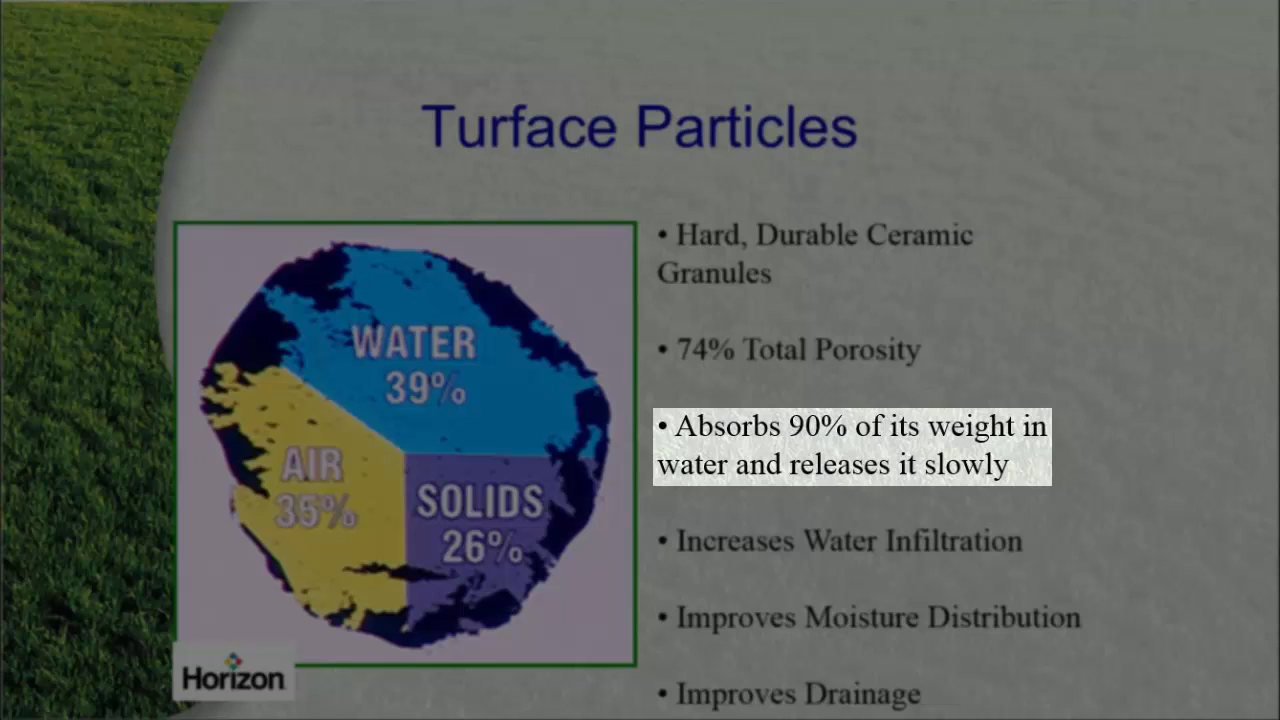 Turface Particles
WATER
39%
AIR
35%
SOLIDS
26%
• Hard, Durable Ceramic
Granules
• 74% Total Porosity
• Absorbs 90% of its weight in
water and releases it slowly
• Increases Water Infiltration
• Improves Moisture Distribution
• Improves Drainage
Horizon